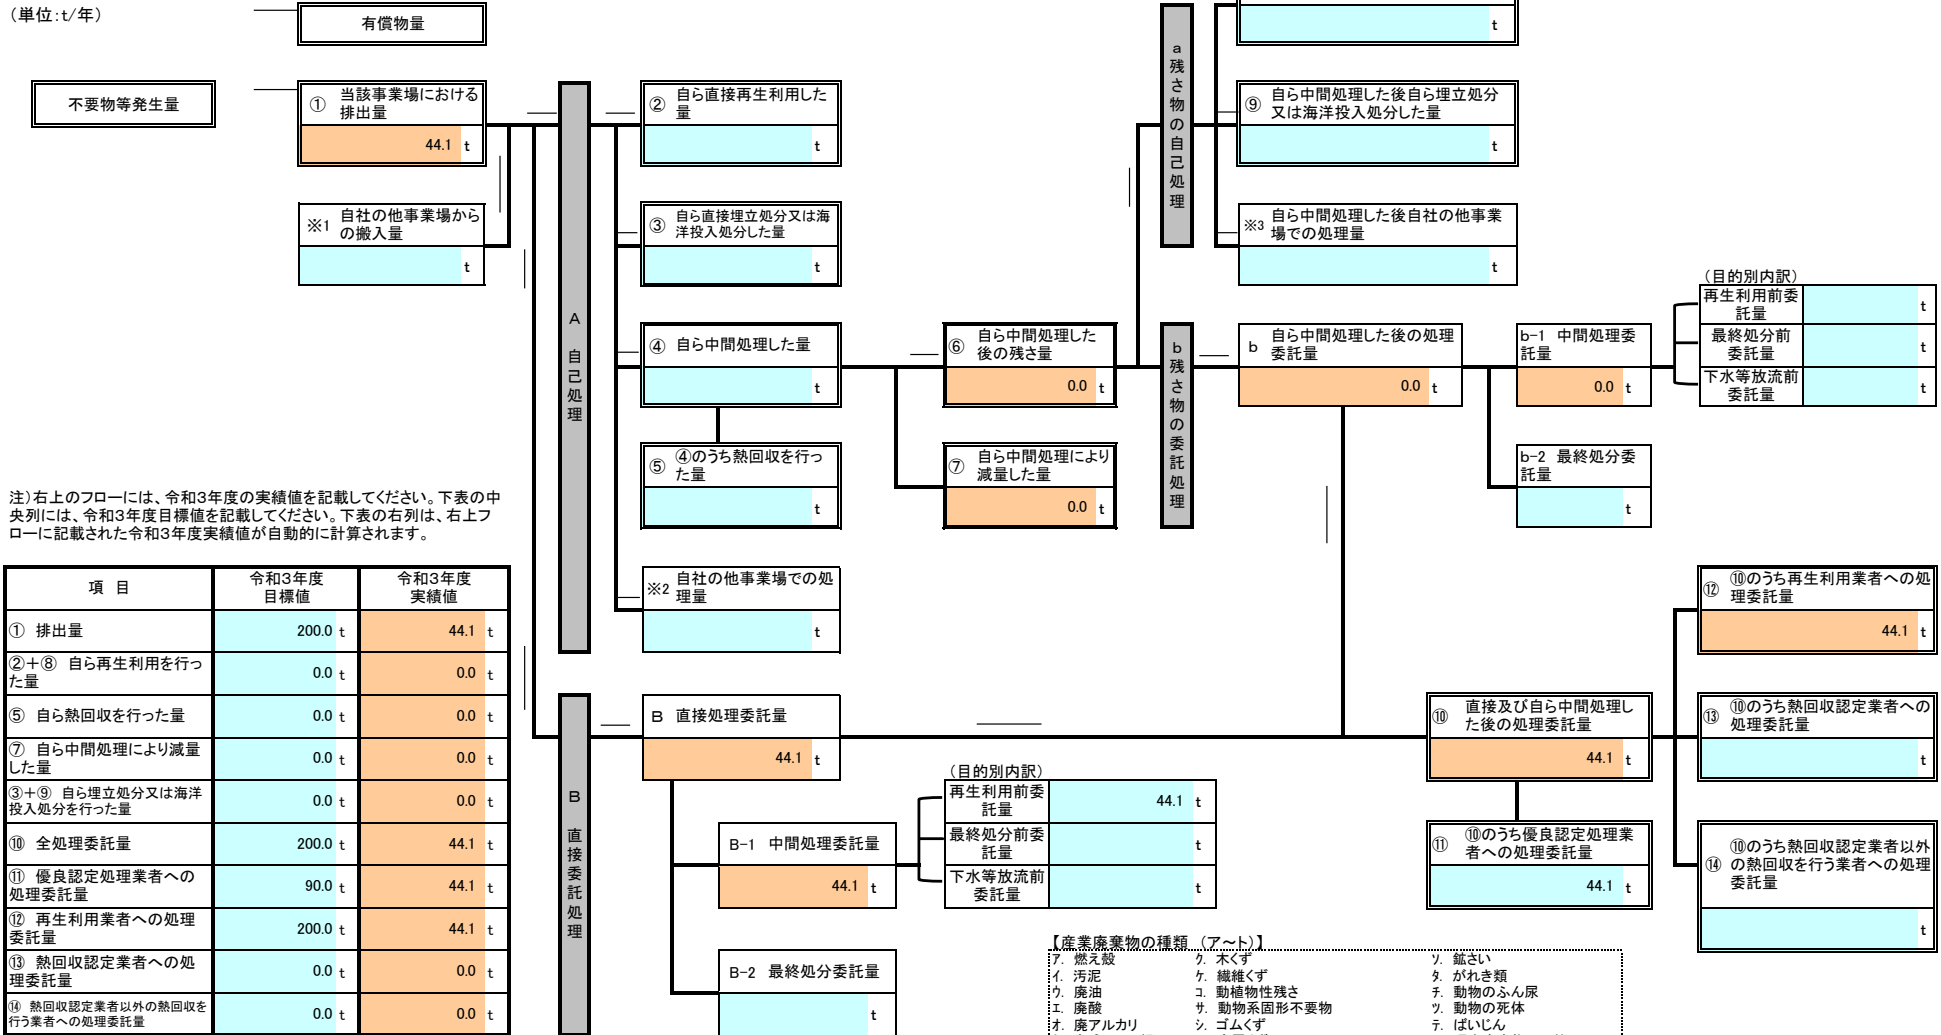 (単位:t/年)
有償物量
t
a 残さ物の自己処理
不要物等発生量
① 当該事業場における
排出量
44.1 t
② 自ら直接再生利用した
量
t
⑨ 自ら中間処理した後自ら埋立処分
又は海洋投入処分した量
t
※1 自社の他事業場から
の搬入量
t
③ 自ら直接埋立処分又は海
洋投入処分した量
t
※3 自ら中間処理した後自社の他事業
場での処理量
t
A 自己処理
④ 自ら中間処理した量
t
⑥ 自ら中間処理した
後の残さ量
0.0 t
b 残さ物の委託処理
b 自ら中間処理した後の処理
委託量
0.0 t
b-1 中間処理委
託量
0.0 t
(目的別内訳)
再生利用前委
託量
t
最終処分前
委託量
t
下水等放流前
委託量
t
⑤ ④のうち熱回収を行っ
た量
t
⑦ 自ら中間処理により
減量した量
0.0 t
b-2 最終処分委
託量
t
注)右上のフローには、令和3年度の実績値を記載してください。下表の中
央列には、令和3年度目標値を記載してください。下表の右列は、右上フ
ローに記載された令和3年度実績値が自動的に計算されます。
※2 自社の他事業場での処
理量
t
項 目
令和3年度
目標値
令和3年度
実績値
① 排出量 200.0 t 44.1 t
②+⑧ 自ら再生利用を行っ
た量 0.0 t 0.0 t
⑤ 自ら熱回収を行った量 0.0 t 0.0 t
⑦ 自ら中間処理により減量
した量 0.0 t 0.0 t
③+⑨ 自ら埋立処分又は海洋
投入処分を行った量 0.0 t 0.0 t
⑩ 全処理委託量 200.0 t 44.1 t
⑪ 優良認定処理業者への
処理委託量 90.0 t 44.1 t
⑫ 再生利用業者への処理
委託量 200.0 t 44.1 t
⑬ 熱回収認定業者への処
理委託量 0.0 t 0.0 t
⑭ 熱回収認定業者以外の熱回収を
行う業者への処理委託量 0.0 t 0.0 t
B 直接委託処理
B 直接処理委託量
44.1 t
B-1 中間処理委託量
44.1 t
(目的別内訳)
再生利用前委
託量
44.1 t
最終処分前委
託量
t
下水等放流前
委託量
t
B-2 最終処分委託量
t
⑩ 直接及び自ら中間処理し
た後の処理委託量
44.1 t
⑪ ⑩のうち優良認定処理業
者への処理委託量
44.1 t
⑫ ⑩のうち再生利用業者への処
理委託量
44.1 t
⑬ ⑩のうち熱回収認定業者への
処理委託量
t
⑭ ⑩のうち熱回収認定業者以外
の熱回収を行う業者への処理
委託量
t
【産業廃棄物の種類 (ア~ト)】
ア. 燃え殻 ク. 木くず ソ. 鉱さい
イ. 汚泥 ケ. 繊維くず タ. がれき類
ウ. 廃油 コ. 動植物性残さ チ. 動物のふん尿
エ. 廃酸 サ. 動物系固形不要物 ツ. 動物の死体
オ. 廃アルカリ シ. ゴムくず テ. ばいじん